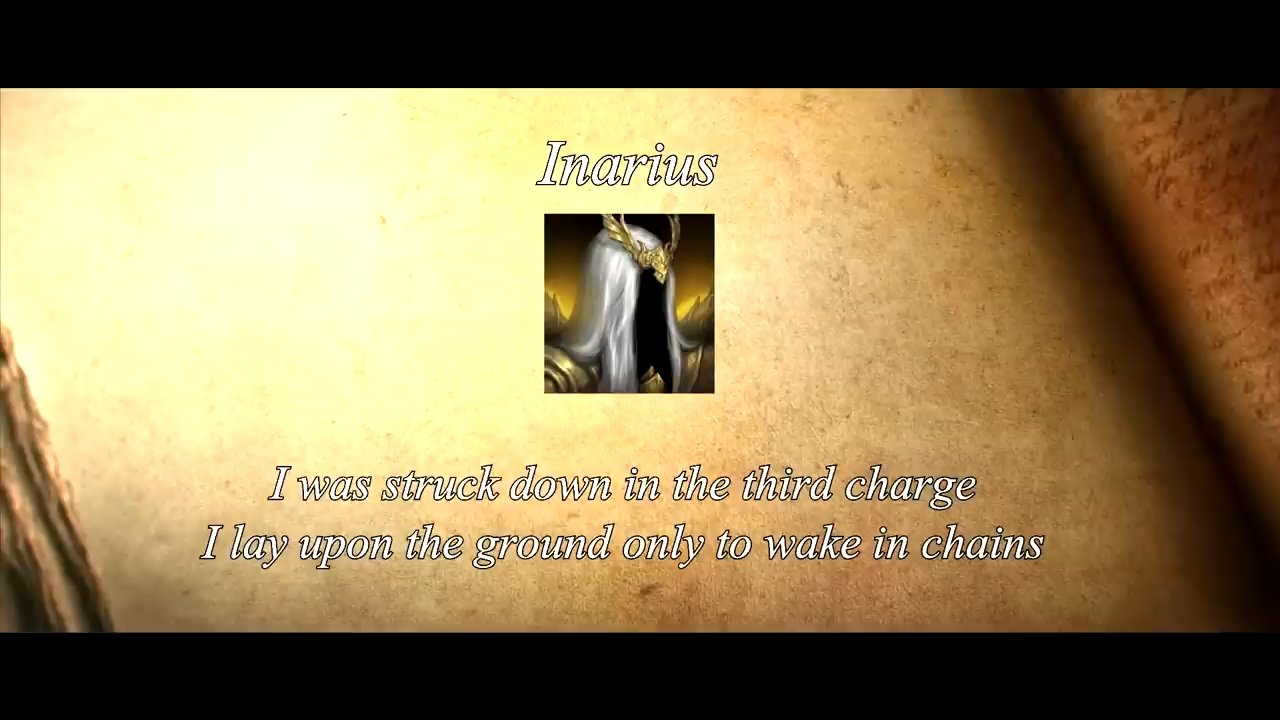 Inarius
I was struck down in the third charge
I lay upon the ground only to wake in chains